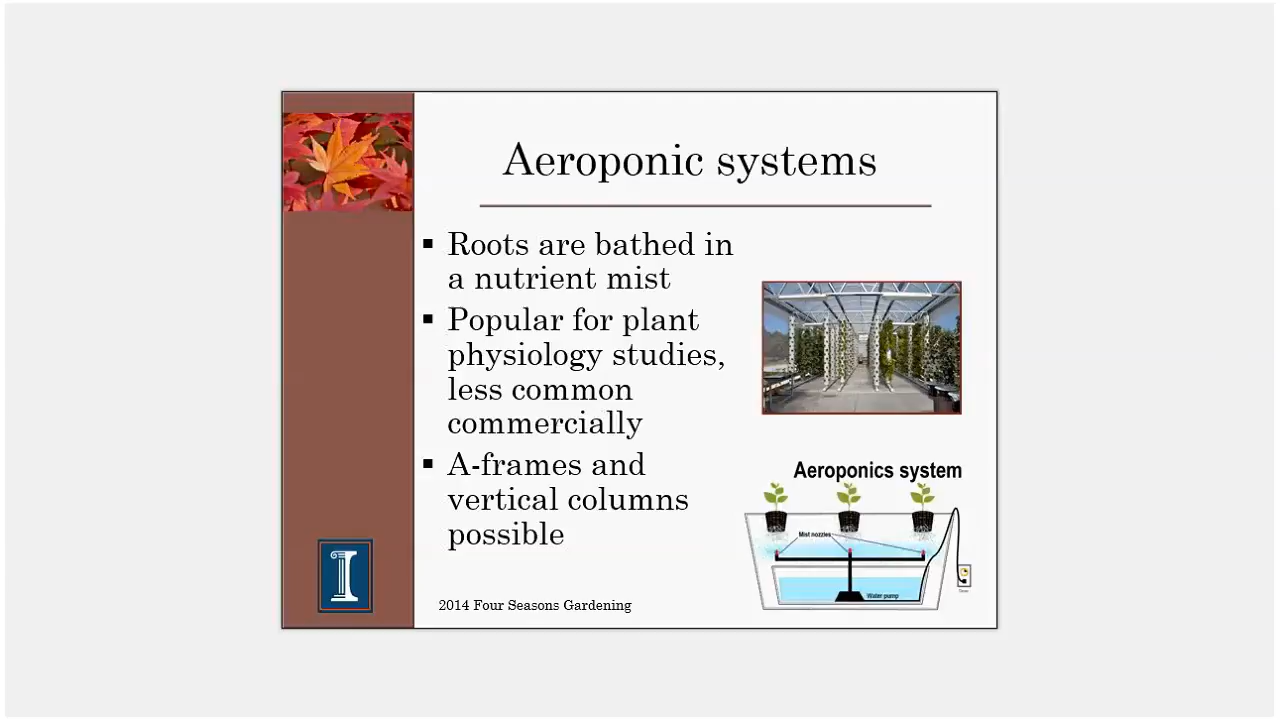 Aeroponic systems
▪ Roots are bathed in
a nutrient mist
▪ Popular for plant
physiology studies,
less common
commercially
▪ A-frames and
vertical columns
possible
Aeroponics system
Mist nozzles
Water pump
2014 Four Seasons Gardening